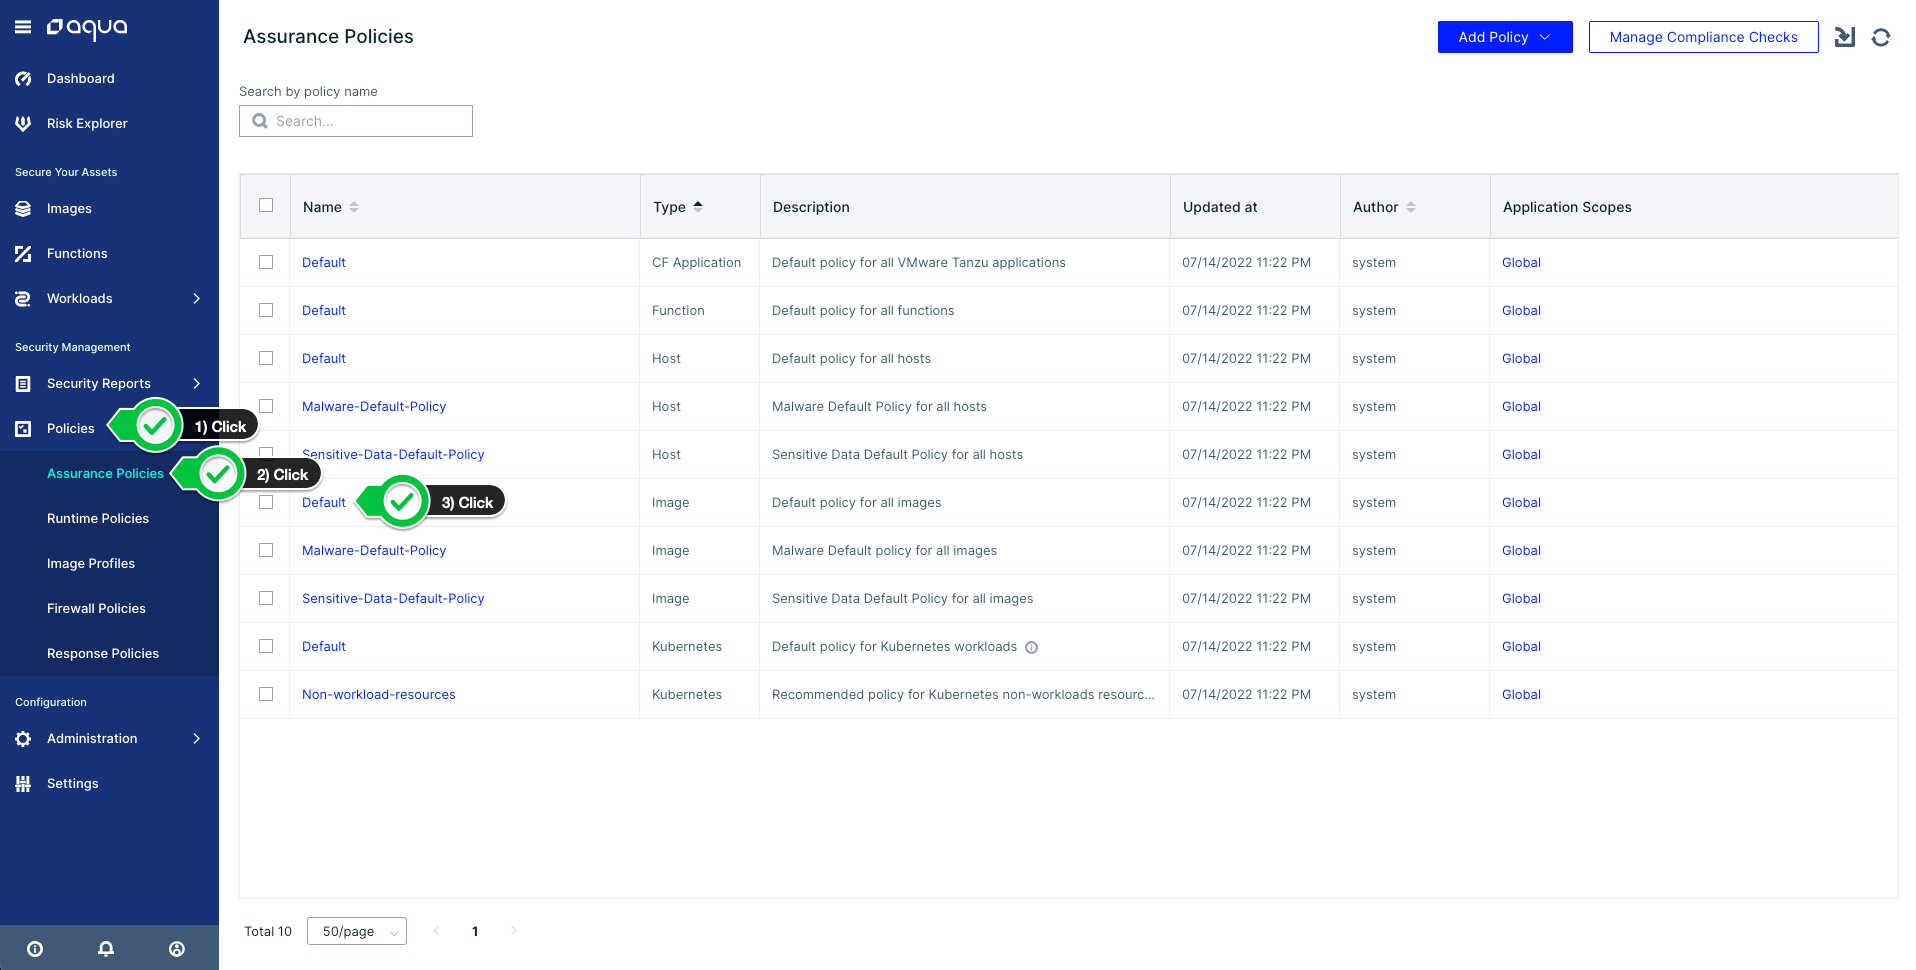 aqua
Dashboard
Risk Explorer
Secure Your Assets
Images
Functions
Workloads
Security Management
Security Reports
Policies
1) Click
Assurance Policies
2) Click
Runtime Policies
Image Profiles
Firewall Policies
Response Policies
Configuration
Administration
Settings
Assurance Policies
Add Policy
Manage Compliance Checks
Search by policy name
Search...
Name Type Description Updated at Author Application Scopes
Default CF Application Default policy for all VMware Tanzu applications 07/14/2022 11:22 PM system Global
Default Function Default policy for all functions 07/14/2022 11:22 PM system Global
Default Host Default policy for all hosts 07/14/2022 11:22 PM system Global
Malware-Default-Policy Host Malware Default Policy for all hosts 07/14/2022 11:22 PM system Global
Sensitive-Data-Default-Policy Host Sensitive Data Default Policy for all hosts 07/14/2022 11:22 PM system Global
Default 3) Click Image Default policy for all images 07/14/2022 11:22 PM system Global
Malware-Default-Policy Image Malware Default policy for all images 07/14/2022 11:22 PM system Global
Sensitive-Data-Default-Policy Image Sensitive Data Default Policy for all images 07/14/2022 11:22 PM system Global
Default Kubernetes Default policy for Kubernetes workloads 07/14/2022 11:22 PM system Global
Non-workload-resources Kubernetes Recommended policy for Kubernetes non-workloads resourc... 07/14/2022 11:22 PM system Global
Total 10 50/page 1